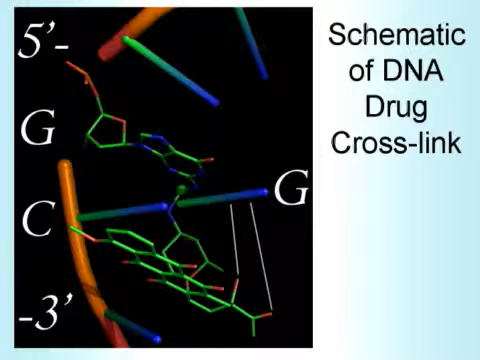 5'-
G
G
C
-3'
Schematic
of DNA
Drug
Cross-link